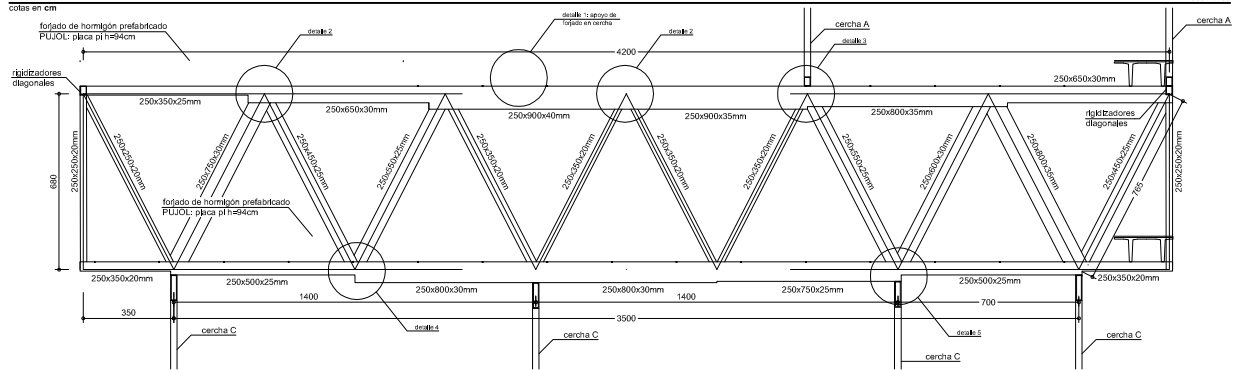 cotas en cm
forjado de hormigón prefabricado
PUJOL: placa pi h=94cm
detalle 2
detalle 1: apoyo de
forjado en cercha
detalle 2
4200
cercha A
detalle 3
cercha A
rigidizadores
diagonales
250x350x25mm
250x650x30mm
250x900x40mm
250x900x35mm
250x800x35mm
250x650x30mm
rigidizadores
diagonales
680
250x250x20mm
250x250x20mm
250x750x30mm
250x450x25mm
250x550x25mm
250x350x20mm
250x350x20mm
250x350x20mm
250x350x20mm
250x550x25mm
250x600x30mm
250x800x35mm
250x450x25mm
765
250x250x20mm
forjado de hormigón prefabricado
PUJOL: placa pi h=94cm
250x350x20mm
250x500x25mm
250x800x30mm
250x800x30mm
250x750x25mm
250x500x25mm
250x350x20mm
1400
1400
700
350
3500
cercha C
detalle 4
cercha C
detalle 5
cercha C
cercha C